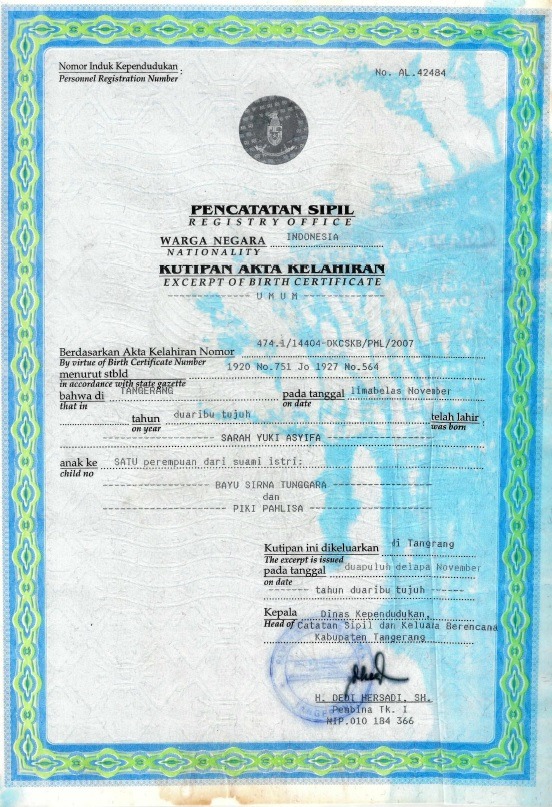 Nomor Induk Kependudukan :
Personnel Registration Number
No. AL.42484
PENCATATAN SIPIL
REGISTRY OFFICE
WARGA NEGARA INDONESIA
NATIONALITY
KUTIPAN AKTA KELAHIRAN
EXCERPT OF BIRTH CERTIFICATE
UMUM
Berdasarkan Akta Kelahiran Nomor 474.1/14404-DKCSKB/PML/2007
By virtue of Birth Certificate Number
menurut stbld 1920 No.751 Jo 1927 No.564
in accordance with state gazette
bahwa di TANGERANG pada tanggal limabelas November
that in on date
tahun duaribu tujuh telah lahir :
on year was born
SARAH YUKI ASYIFA
anak ke SATU perempuan dari suami istri:
child no
BAYU SIRNA TUNGGARA
dan
PIKI PAHLISA
Kutipan ini dikeluarkan di Tangrang
The excerpt is issued
pada tanggal duapuluh delapa November
on date
tahun duaribu tujuh
Kepala Dinas Kependudukan,
Head of Catatan Sipil dan Keluaia Berencana
Kabupaten Tangerang
H. DEDI HERSADI. SH.
Pembina Tk. I
NIP.010 184 366